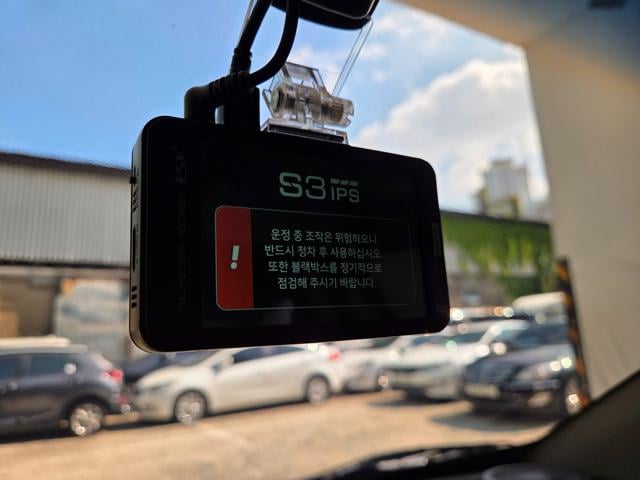 S3 IPS
운정 중 조작은 위험하오니
반드시 정차 후 사용하십시오.
또한 블랙박스를 정기적으로
점검해 주시기 바랍니다.
!